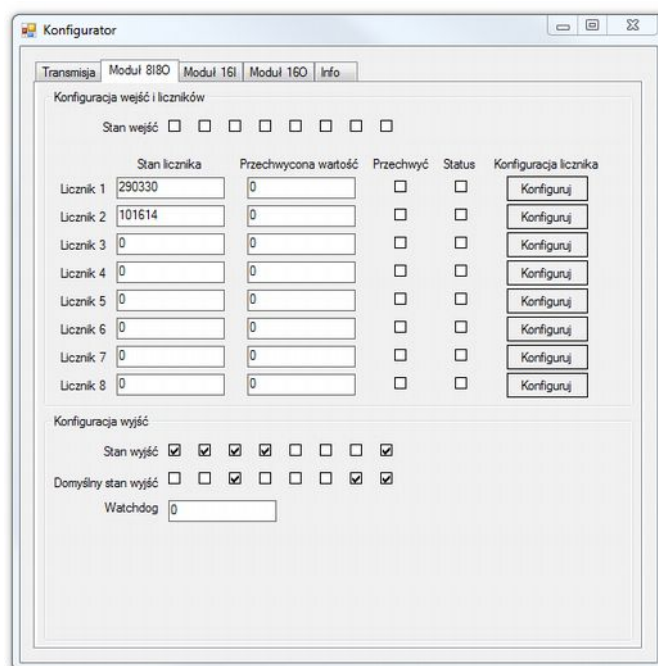 Konfigurator
Transmisja Moduł 8I8O Moduł 16I Moduł 16O Info
Konfiguracja wejść i liczników
Stan wejść
Stan licznika Przechwycona wartość Przechwyć Status Konfiguracja licznika
Licznik 1 290330 0 Konfiguruj
Licznik 2 101614 0 Konfiguruj
Licznik 3 0 0 Konfiguruj
Licznik 4 0 0 Konfiguruj
Licznik 5 0 0 Konfiguruj
Licznik 6 0 0 Konfiguruj
Licznik 7 0 0 Konfiguruj
Licznik 8 0 0 Konfiguruj
Konfiguracja wyjść
Stan wyjść
Domyślny stan wyjść
Watchdog 0